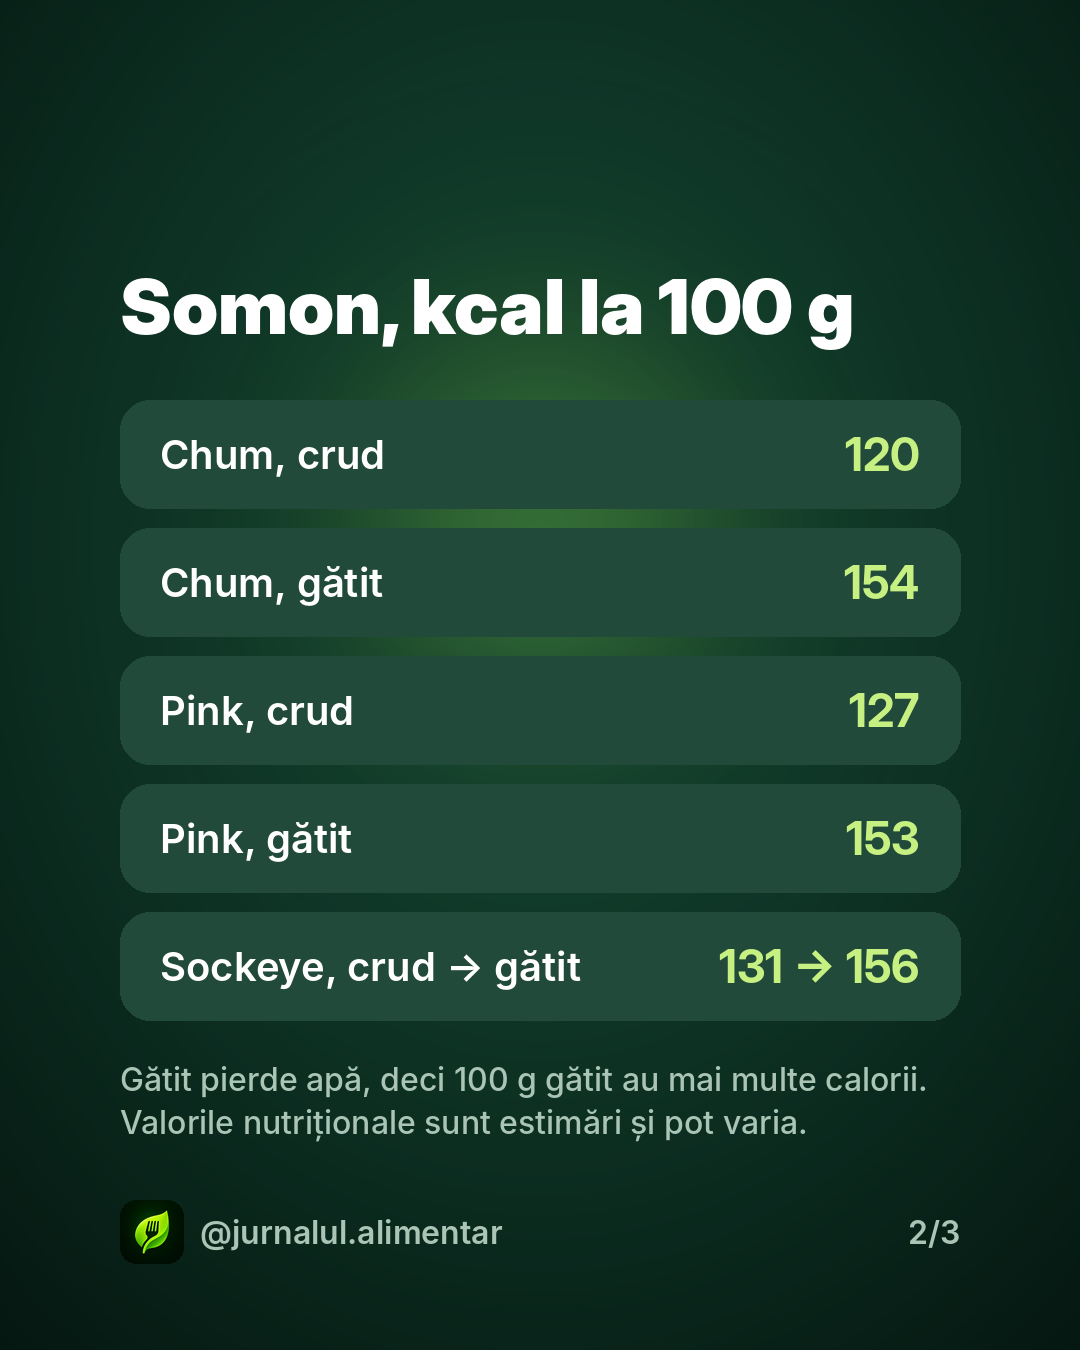 Somon, kcal la 100 g
Chum, crud 120
Chum, gătit 154
Pink, crud 127
Pink, gătit 153
Sockeye, crud → gătit 131 → 156
Gătit pierde apă, deci 100 g gătit au mai multe calorii.
Valorile nutriționale sunt estimări și pot varia.
@jurnalul.alimentar 2/3